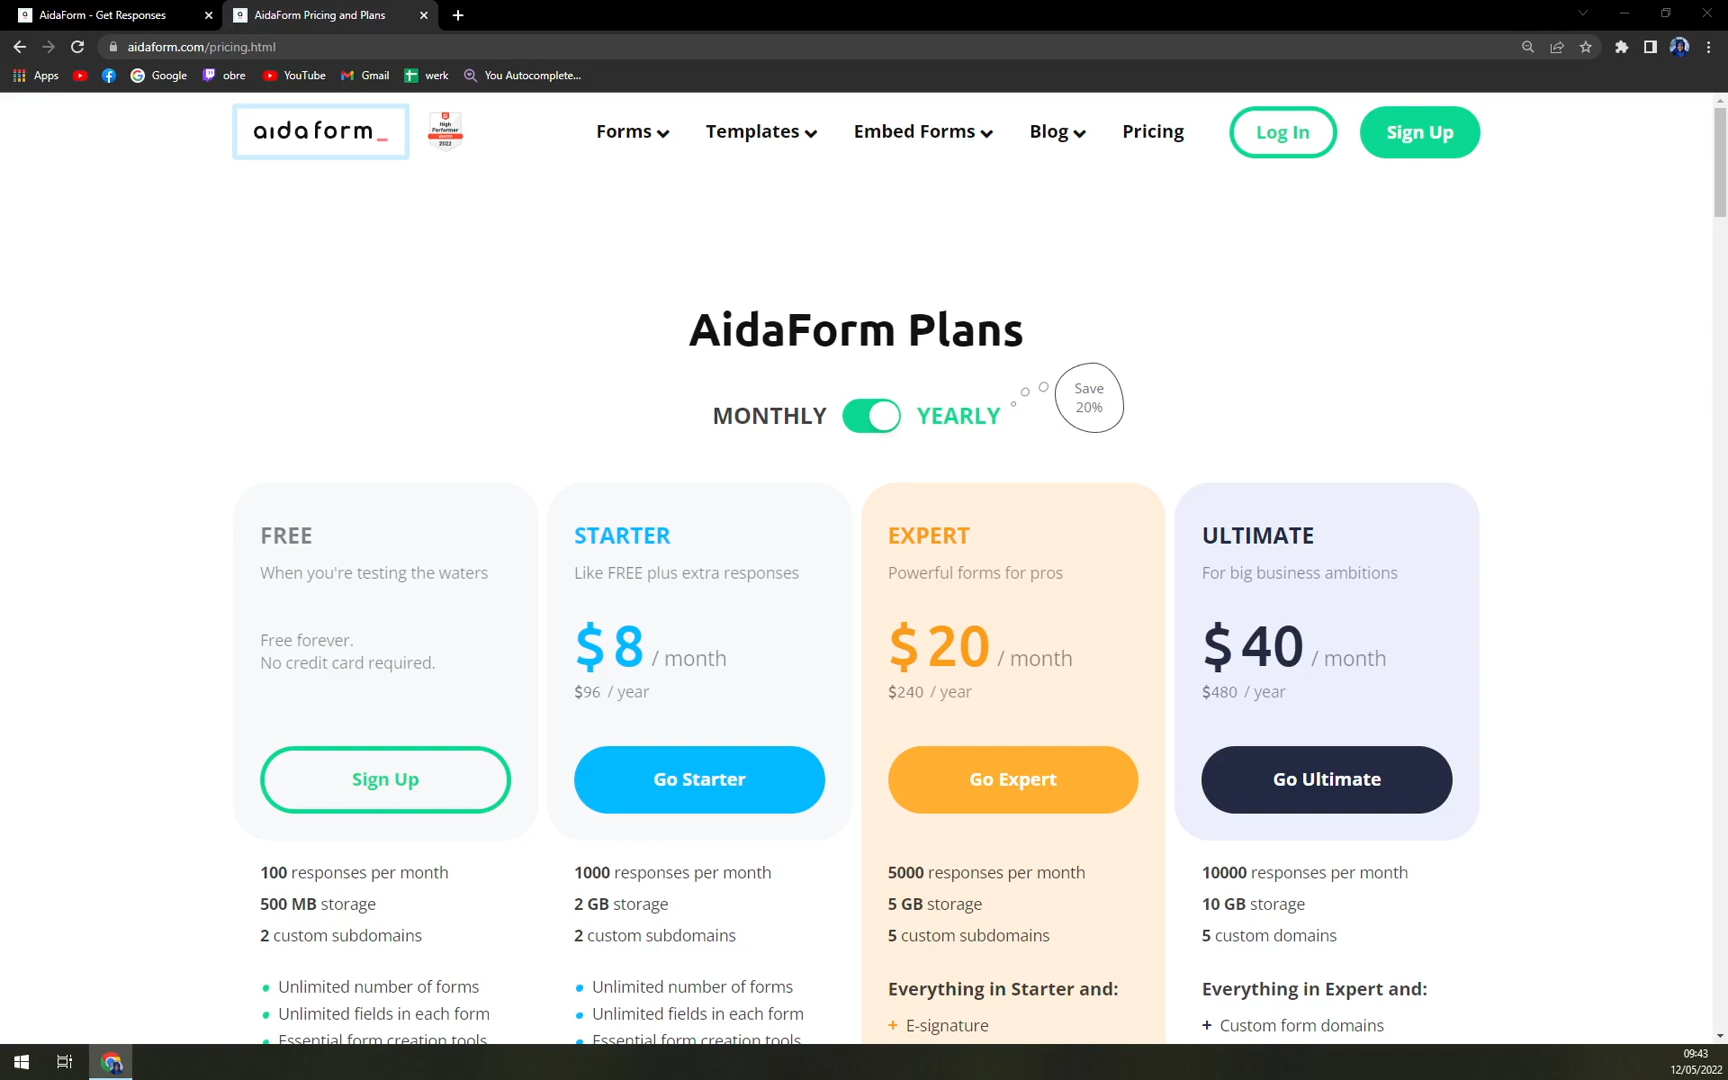 AidaForm - Get Responses
AidaForm Pricing and Plans
aidaform.com/pricing.html
Apps
Google
obre
YouTube
Gmail
werk
You Autocomplete...
aidaform_
High
Performer
2022
Forms
Templates
Embed Forms
Blog
Pricing
Log In
Sign Up
AidaForm Plans
MONTHLY
YEARLY
Save
20%
FREE
When you're testing the waters
Free forever.
No credit card required.
Sign Up
100 responses per month
500 MB storage
2 custom subdomains
Unlimited number of forms
Unlimited fields in each form
Essential form creation tools
STARTER
Like FREE plus extra responses
$ 8 / month
$96 / year
Go Starter
1000 responses per month
2 GB storage
2 custom subdomains
Unlimited number of forms
Unlimited fields in each form
Essential form creation tools
EXPERT
Powerful forms for pros
$ 20 / month
$240 / year
Go Expert
5000 responses per month
5 GB storage
5 custom subdomains
Everything in Starter and:
+ E-signature
ULTIMATE
For big business ambitions
$ 40 / month
$480 / year
Go Ultimate
10000 responses per month
10 GB storage
5 custom domains
Everything in Expert and:
+ Custom form domains
09:43
12/05/2022